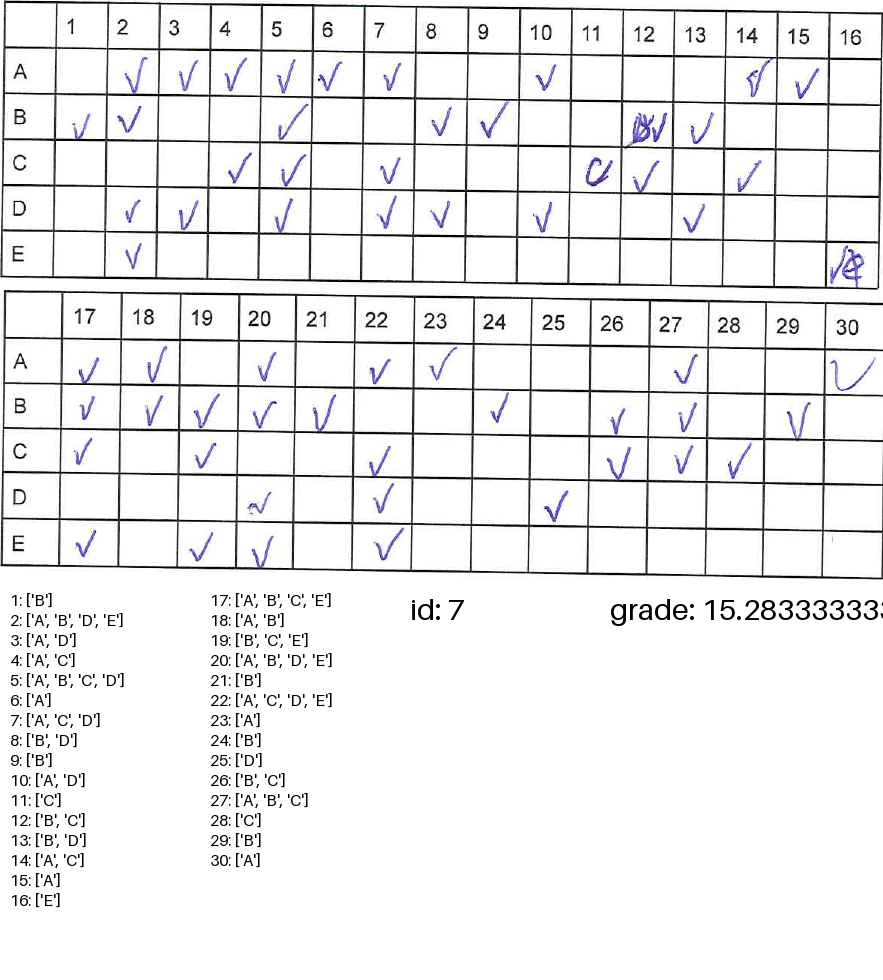 1 2 3 4 5 6 7 8 9 10 11 12 13 14 15 16
A ✓ ✓ ✓ ✓ ✓ ✓ ✓ ✓ ✓
B ✓ ✓ ✓ ✓ ✓ ✓ ✓
C ✓ ✓ ✓ C ✓ ✓
D ✓ ✓ ✓ ✓ ✓ ✓ ✓
E ✓ ✓
17 18 19 20 21 22 23 24 25 26 27 28 29 30
A ✓ ✓ ✓ ✓ ✓ ✓ ✓
B ✓ ✓ ✓ ✓ ✓ ✓ ✓ ✓ ✓
C ✓ ✓ ✓ ✓ ✓ ✓
D ✓ ✓ ✓
E ✓ ✓ ✓ ✓
1: ['B']
2: ['A', 'B', 'D', 'E']
3: ['A', 'D']
4: ['A', 'C']
5: ['A', 'B', 'C', 'D']
6: ['A']
7: ['A', 'C', 'D']
8: ['B', 'D']
9: ['B']
10: ['A', 'D']
11: ['C']
12: ['B', 'C']
13: ['B', 'D']
14: ['A', 'C']
15: ['A']
16: ['E']
17: ['A', 'B', 'C', 'E']
18: ['A', 'B']
19: ['B', 'C', 'E']
20: ['A', 'B', 'D', 'E']
21: ['B']
22: ['A', 'C', 'D', 'E']
23: ['A']
24: ['B']
25: ['D']
26: ['B', 'C']
27: ['A', 'B', 'C']
28: ['C']
29: ['B']
30: ['A']
id: 7
grade: 15.283333333